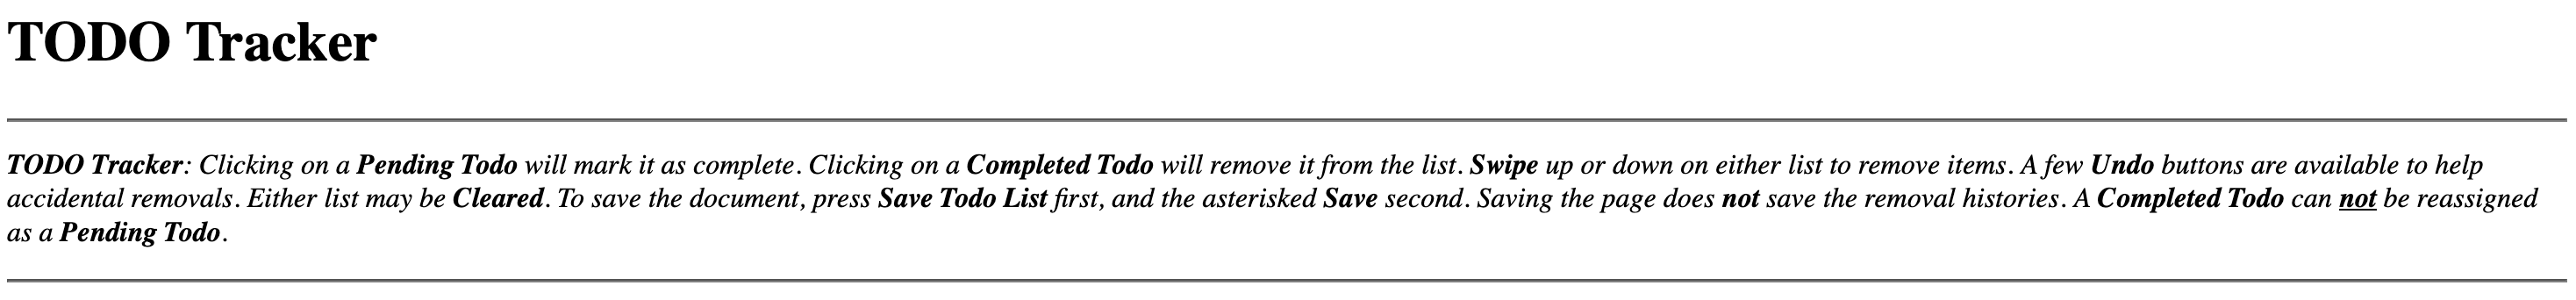 TODO Tracker
TODO Tracker: Clicking on a Pending Todo will mark it as complete. Clicking on a Completed Todo will remove it from the list. Swipe up or down on either list to remove items. A few Undo buttons are available to help
accidental removals. Either list may be Cleared. To save the document, press Save Todo List first, and the asterisked Save second. Saving the page does not save the removal histories. A Completed Todo can not be reassigned
as a Pending Todo.